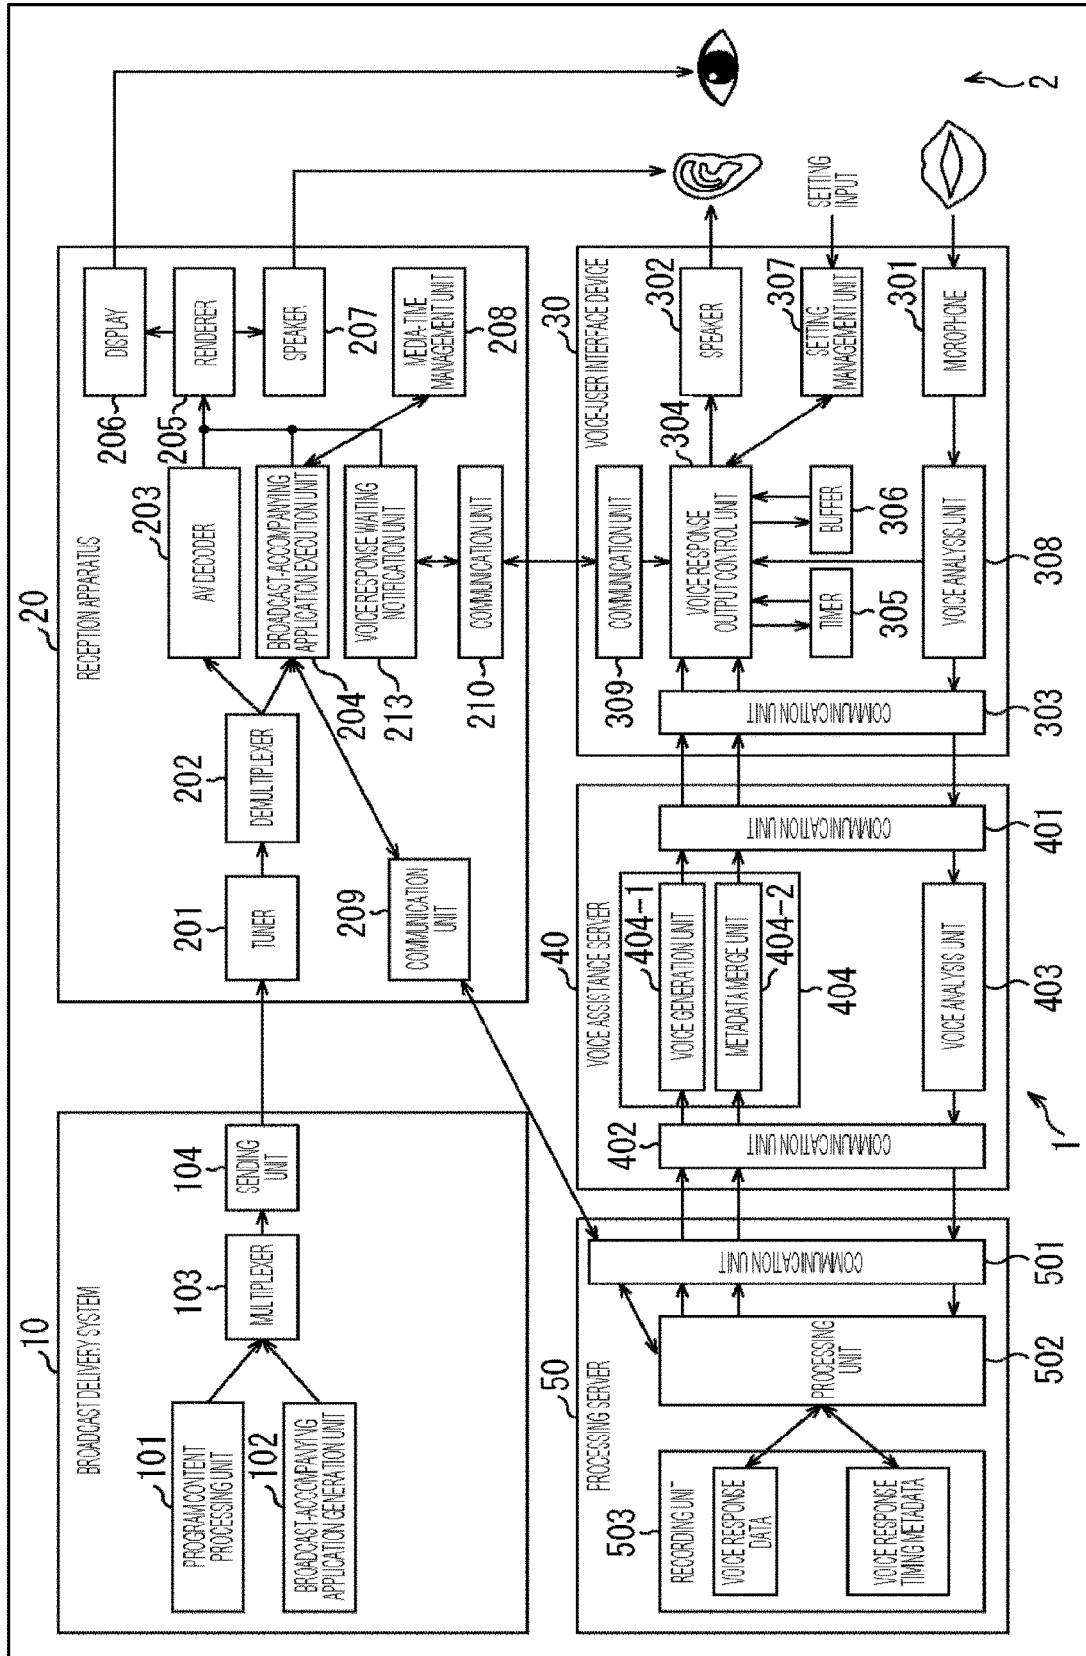 10
BROADCAST DELIVERY SYSTEM
101
PROGRAM CONTENT
PROCESSING UNIT
102
BROADCAST-ACCOMPANYING
APPLICATION GENERATION UNIT
103
MULTIPLEXER
104
SENDING
UNIT
20
RECEPTION APPARATUS
201
TUNER
202
DEMULTIPLEXER
203
AV DECODER
204
BROADCAST-ACCOMPANYING
APPLICATION EXECUTION UNIT
213
VOICE RESPONSE WAITING
NOTIFICATION UNIT
210
COMMUNICATION UNIT
209
COMMUNICATION
UNIT
206
DISPLAY
205
RENDERER
SPEAKER
207
MEDIA-TIME
MANAGEMENT UNIT
208
50
PROCESSING SERVER
503
RECORDING UNIT
VOICE RESPONSE
DATA
VOICE RESPONSE
TIMING METADATA
PROCESSING
UNIT
502
COMMUNICATION UNIT
501
40
VOICE ASSISTANCE SERVER
402
COMMUNICATION UNIT
404-1
VOICE GENERATION UNIT
METADATA MERGE UNIT
404-2
404
VOICE ANALYSIS UNIT
403
COMMUNICATION UNIT
401
30
VOICE-USER INTERFACE DEVICE
COMMUNICATION UNIT
303
309
COMMUNICATION UNIT
304
VOICE RESPONSE
OUTPUT CONTROL UNIT
TIMER
305
BUFFER
306
VOICE ANALYSIS UNIT
308
SPEAKER
302
SETTING
MANAGEMENT UNIT
307
MICROPHONE
301
SETTING
INPUT
1
2